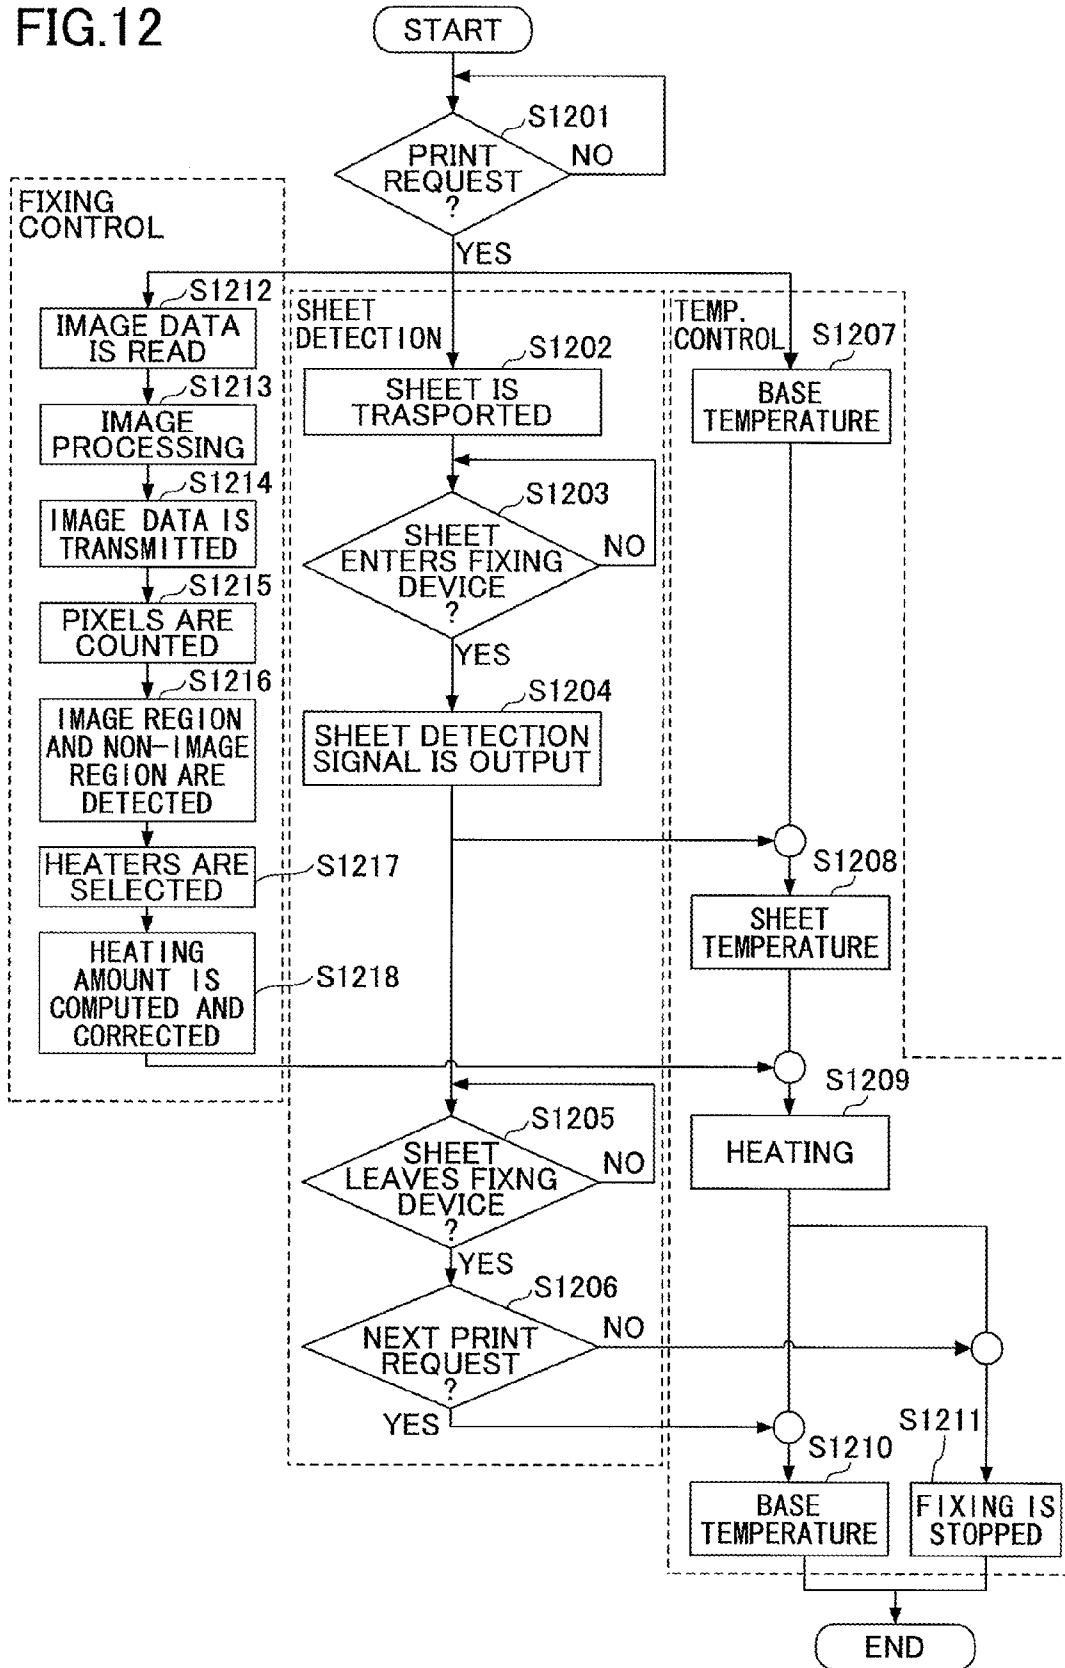 FIG.12
START
S1201
PRINT
REQUEST
?
NO
YES
FIXING
CONTROL
S1212
IMAGE DATA
IS READ
S1213
IMAGE
PROCESSING
S1214
IMAGE DATA IS
TRANSMITTED
S1215
PIXELS ARE
COUNTED
S1216
IMAGE REGION
AND NON-IMAGE
REGION ARE
DETECTED
HEATERS ARE
SELECTED
S1217
HEATING
AMOUNT IS
COMPUTED AND
CORRECTED
S1218
SHEET
DETECTION
S1202
SHEET IS
TRASPORTED
S1203
SHEET
ENTERS FIXING
DEVICE
?
NO
YES
S1204
SHEET DETECTION
SIGNAL IS OUTPUT
S1205
SHEET
LEAVES FIXNG
DEVICE
?
NO
YES
S1206
NEXT PRINT
REQUEST
?
NO
YES
TEMP.
CONTROL
S1207
BASE
TEMPERATURE
S1208
SHEET
TEMPERATURE
S1209
HEATING
S1210
BASE
TEMPERATURE
S1211
FIXING IS
STOPPED
END